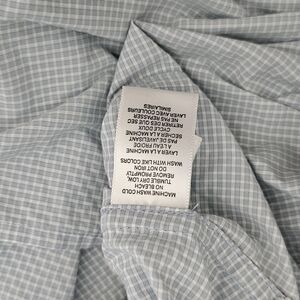 MACHINE WASH COLD
NO BLEACH
TUMBLE DRY LOW
REMOVE PROMPTLY
DO NOT IRON
WASH WITH LIKE COLORS
LAVER A LA MACHINE
A L'EAU FROIDE
PAS DE JAVELISANT
SECHER A LA MACHINE
CYCLE DOUX
RETIRER DES QUE SEC
NE PAS REPASSER
LAVER AVEC COULEURS
SIMILAIRES